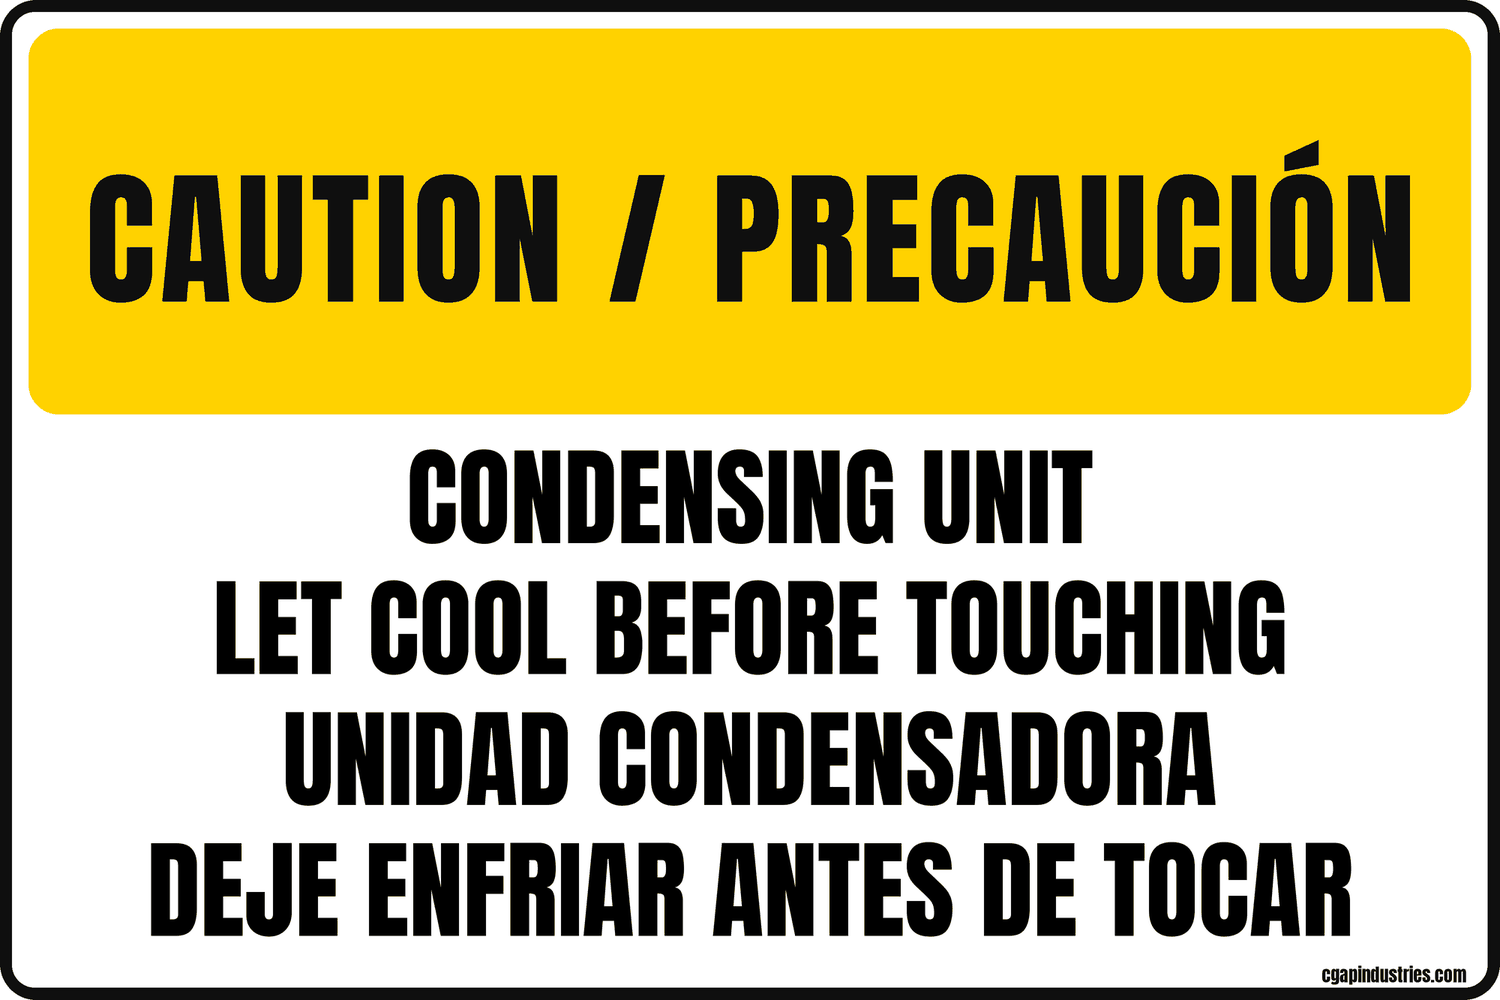 CAUTION / PRECAUCIÓN
CONDENSING UNIT
LET COOL BEFORE TOUCHING
UNIDAD CONDENSADORA
DEJE ENFRIAR ANTES DE TOCAR
cgapindustries.com